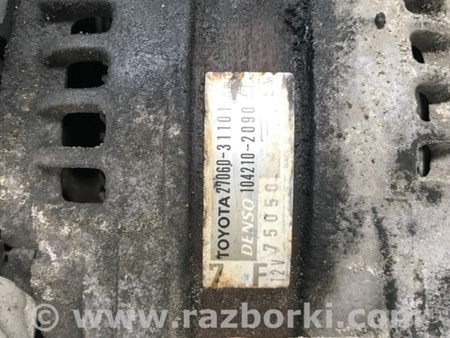 TOYOTA 27060-31101
DENSO 104210-2090
12V 75050
7 F
www.razborki.com